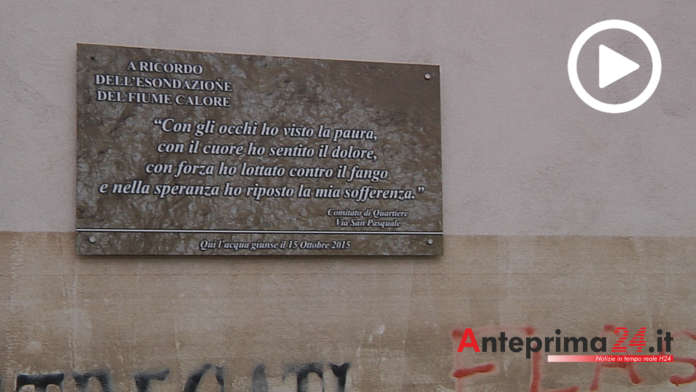 A RICORDO
DELL'ESONDAZIONE
DEL FIUME CALORE
“Con gli occhi ho visto la paura,
con il cuore ho sentito il dolore,
con forza ho lottato contro il fango
e nella speranza ho riposto la mia sofferenza.”
Comitato di Quartiere
Via San Pasquale
Qui l'acqua giunse il 15 Ottobre 2015
Anteprima24.it
Notizie in tempo reale H24